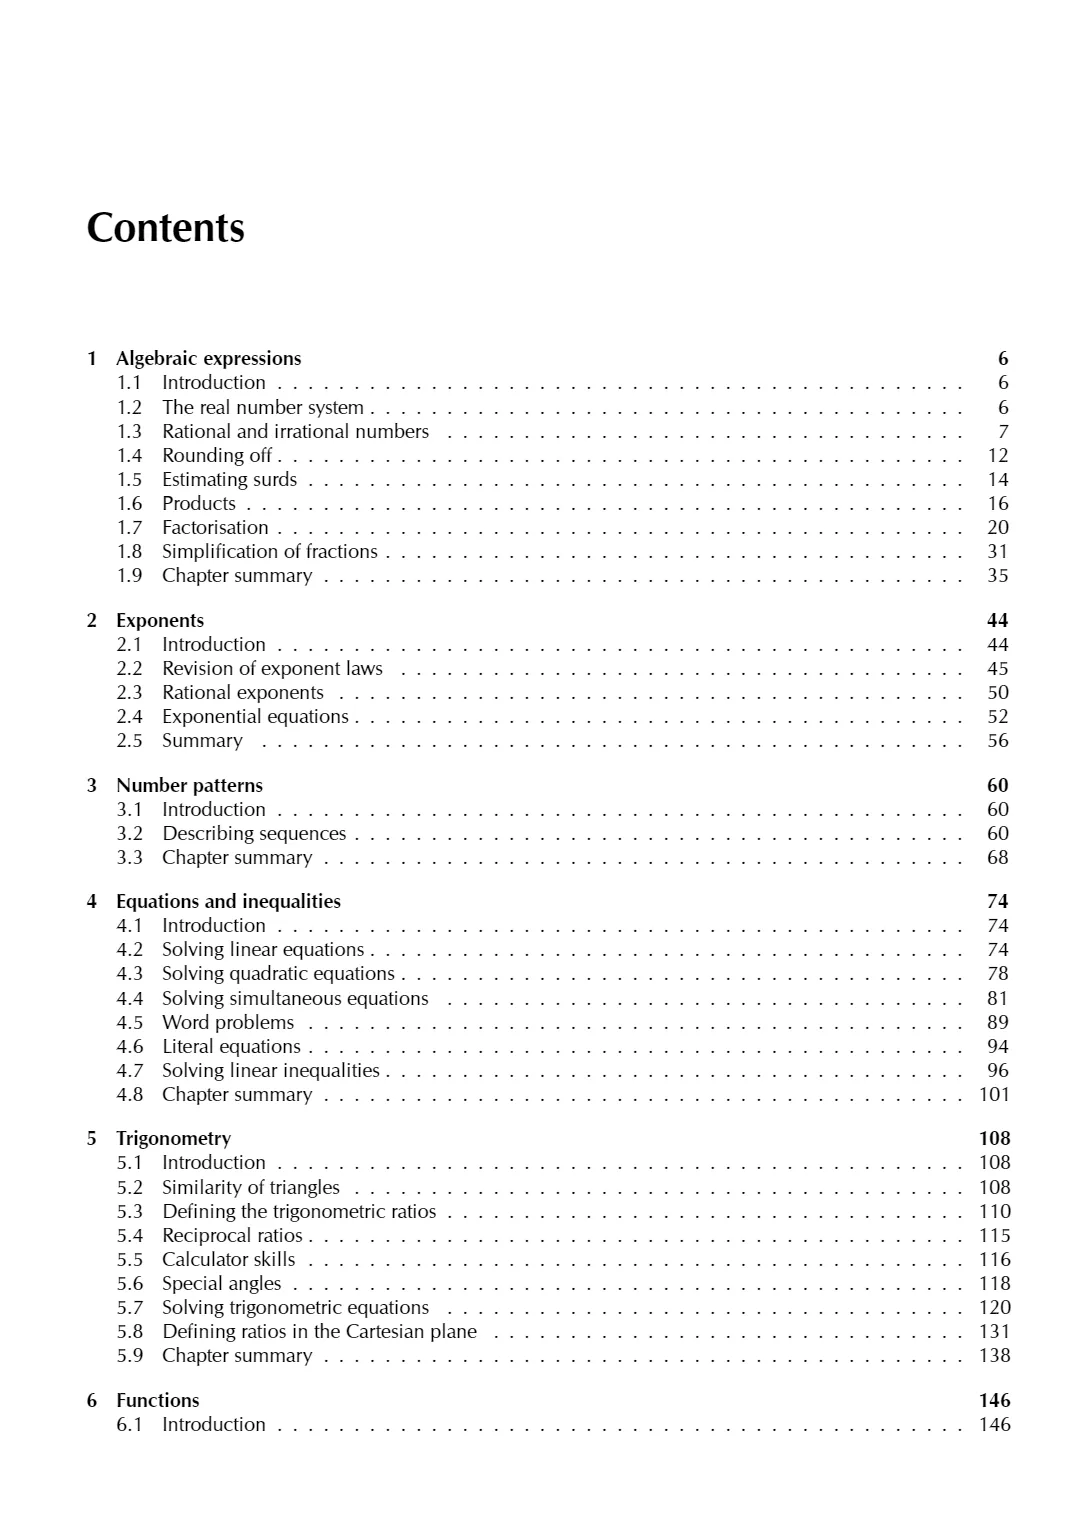 Contents
1 Algebraic expressions 6
1.1 Introduction . . . . . . . . . . . . . . . . . . . . . . . . . . . . . . . . . . . . . . . . . . . . . 6
1.2 The real number system . . . . . . . . . . . . . . . . . . . . . . . . . . . . . . . . . . . . . . . 6
1.3 Rational and irrational numbers . . . . . . . . . . . . . . . . . . . . . . . . . . . . . . . . . . 7
1.4 Rounding off . . . . . . . . . . . . . . . . . . . . . . . . . . . . . . . . . . . . . . . . . . . . . 12
1.5 Estimating surds . . . . . . . . . . . . . . . . . . . . . . . . . . . . . . . . . . . . . . . . . . . 14
1.6 Products . . . . . . . . . . . . . . . . . . . . . . . . . . . . . . . . . . . . . . . . . . . . . . . 16
1.7 Factorisation . . . . . . . . . . . . . . . . . . . . . . . . . . . . . . . . . . . . . . . . . . . . . 20
1.8 Simplification of fractions . . . . . . . . . . . . . . . . . . . . . . . . . . . . . . . . . . . . . . 31
1.9 Chapter summary . . . . . . . . . . . . . . . . . . . . . . . . . . . . . . . . . . . . . . . . . . 35
2 Exponents 44
2.1 Introduction . . . . . . . . . . . . . . . . . . . . . . . . . . . . . . . . . . . . . . . . . . . . . 44
2.2 Revision of exponent laws . . . . . . . . . . . . . . . . . . . . . . . . . . . . . . . . . . . . . 45
2.3 Rational exponents . . . . . . . . . . . . . . . . . . . . . . . . . . . . . . . . . . . . . . . . . 50
2.4 Exponential equations . . . . . . . . . . . . . . . . . . . . . . . . . . . . . . . . . . . . . . . . 52
2.5 Summary . . . . . . . . . . . . . . . . . . . . . . . . . . . . . . . . . . . . . . . . . . . . . . 56
3 Number patterns 60
3.1 Introduction . . . . . . . . . . . . . . . . . . . . . . . . . . . . . . . . . . . . . . . . . . . . . 60
3.2 Describing sequences . . . . . . . . . . . . . . . . . . . . . . . . . . . . . . . . . . . . . . . . 60
3.3 Chapter summary . . . . . . . . . . . . . . . . . . . . . . . . . . . . . . . . . . . . . . . . . . 68
4 Equations and inequalities 74
4.1 Introduction . . . . . . . . . . . . . . . . . . . . . . . . . . . . . . . . . . . . . . . . . . . . . 74
4.2 Solving linear equations . . . . . . . . . . . . . . . . . . . . . . . . . . . . . . . . . . . . . . . 74
4.3 Solving quadratic equations . . . . . . . . . . . . . . . . . . . . . . . . . . . . . . . . . . . . . 78
4.4 Solving simultaneous equations . . . . . . . . . . . . . . . . . . . . . . . . . . . . . . . . . . 81
4.5 Word problems . . . . . . . . . . . . . . . . . . . . . . . . . . . . . . . . . . . . . . . . . . . 89
4.6 Literal equations . . . . . . . . . . . . . . . . . . . . . . . . . . . . . . . . . . . . . . . . . . . 94
4.7 Solving linear inequalities . . . . . . . . . . . . . . . . . . . . . . . . . . . . . . . . . . . . . . 96
4.8 Chapter summary . . . . . . . . . . . . . . . . . . . . . . . . . . . . . . . . . . . . . . . . . . 101
5 Trigonometry 108
5.1 Introduction . . . . . . . . . . . . . . . . . . . . . . . . . . . . . . . . . . . . . . . . . . . . . 108
5.2 Similarity of triangles . . . . . . . . . . . . . . . . . . . . . . . . . . . . . . . . . . . . . . . . 108
5.3 Defining the trigonometric ratios . . . . . . . . . . . . . . . . . . . . . . . . . . . . . . . . . . 110
5.4 Reciprocal ratios . . . . . . . . . . . . . . . . . . . . . . . . . . . . . . . . . . . . . . . . . . . 115
5.5 Calculator skills . . . . . . . . . . . . . . . . . . . . . . . . . . . . . . . . . . . . . . . . . . . 116
5.6 Special angles . . . . . . . . . . . . . . . . . . . . . . . . . . . . . . . . . . . . . . . . . . . . 118
5.7 Solving trigonometric equations . . . . . . . . . . . . . . . . . . . . . . . . . . . . . . . . . . 120
5.8 Defining ratios in the Cartesian plane . . . . . . . . . . . . . . . . . . . . . . . . . . . . . . . 131
5.9 Chapter summary . . . . . . . . . . . . . . . . . . . . . . . . . . . . . . . . . . . . . . . . . . 138
6 Functions 146
6.1 Introduction . . . . . . . . . . . . . . . . . . . . . . . . . . . . . . . . . . . . . . . . . . . . . 146